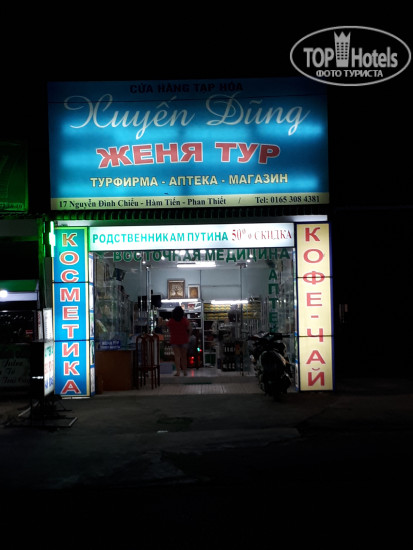 TOP Hotels
ФОТО ТУРИСТА
CỬA HÀNG TẠP HÓA
Xuyến Dũng
ЖЕНЯ ТУР
ТУРФИРМА - АПТЕКА - МАГАЗИН
17 Nguyễn Đình Chiểu - Hàm Tiến - Phan Thiết / Tel: 0165 308 4381
РОДСТВЕННИКАМ ПУТИНА 50% СКИДКА
ВОСТОЧНАЯ МЕДИЦИНА
КОСМЕТИКА
АПТЕКА
КОФЕ-ЧАЙ